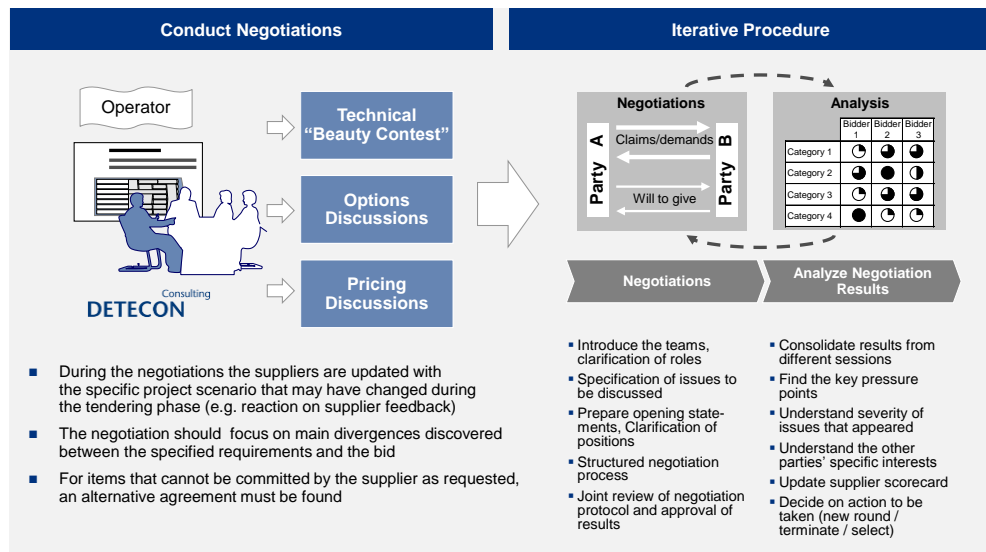 Conduct Negotiations
Operator
Technical
“Beauty Contest”
Options
Discussions
Pricing
Discussions
Consulting
DETECON
■ During the negotiations the suppliers are updated with
the specific project scenario that may have changed during
the tendering phase (e.g. reaction on supplier feedback)
■ The negotiation should focus on main divergences discovered
between the specified requirements and the bid
■ For items that cannot be committed by the supplier as requested,
an alternative agreement must be found
Iterative Procedure
Negotiations
Party A
Claims/demands
Will to give
Party B
Analysis
Bidder 1
Bidder 2
Bidder 3
Category 1
Category 2
Category 3
Category 4
Negotiations
Analyze Negotiation
Results
▪ Introduce the teams,
clarification of roles
▪ Specification of issues to
be discussed
▪ Prepare opening state-
ments, Clarification of
positions
▪ Structured negotiation
process
▪ Joint review of negotiation
protocol and approval of
results
▪ Consolidate results from
different sessions
▪ Find the key pressure
points
▪ Understand severity of
issues that appeared
▪ Understand the other
parties’ specific interests
▪ Update supplier scorecard
▪ Decide on action to be
taken (new round /
terminate / select)